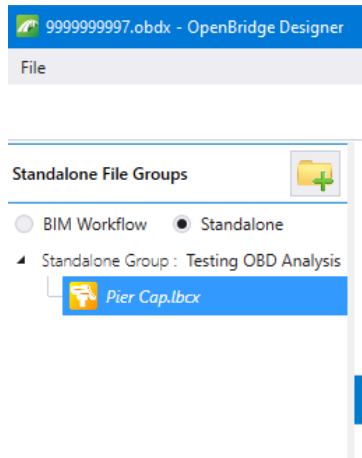 9999999997.obdx - OpenBridge Designer
File
Standalone File Groups
BIM Workflow Standalone
Standalone Group : Testing OBD Analysis
Pier Cap.lbcx